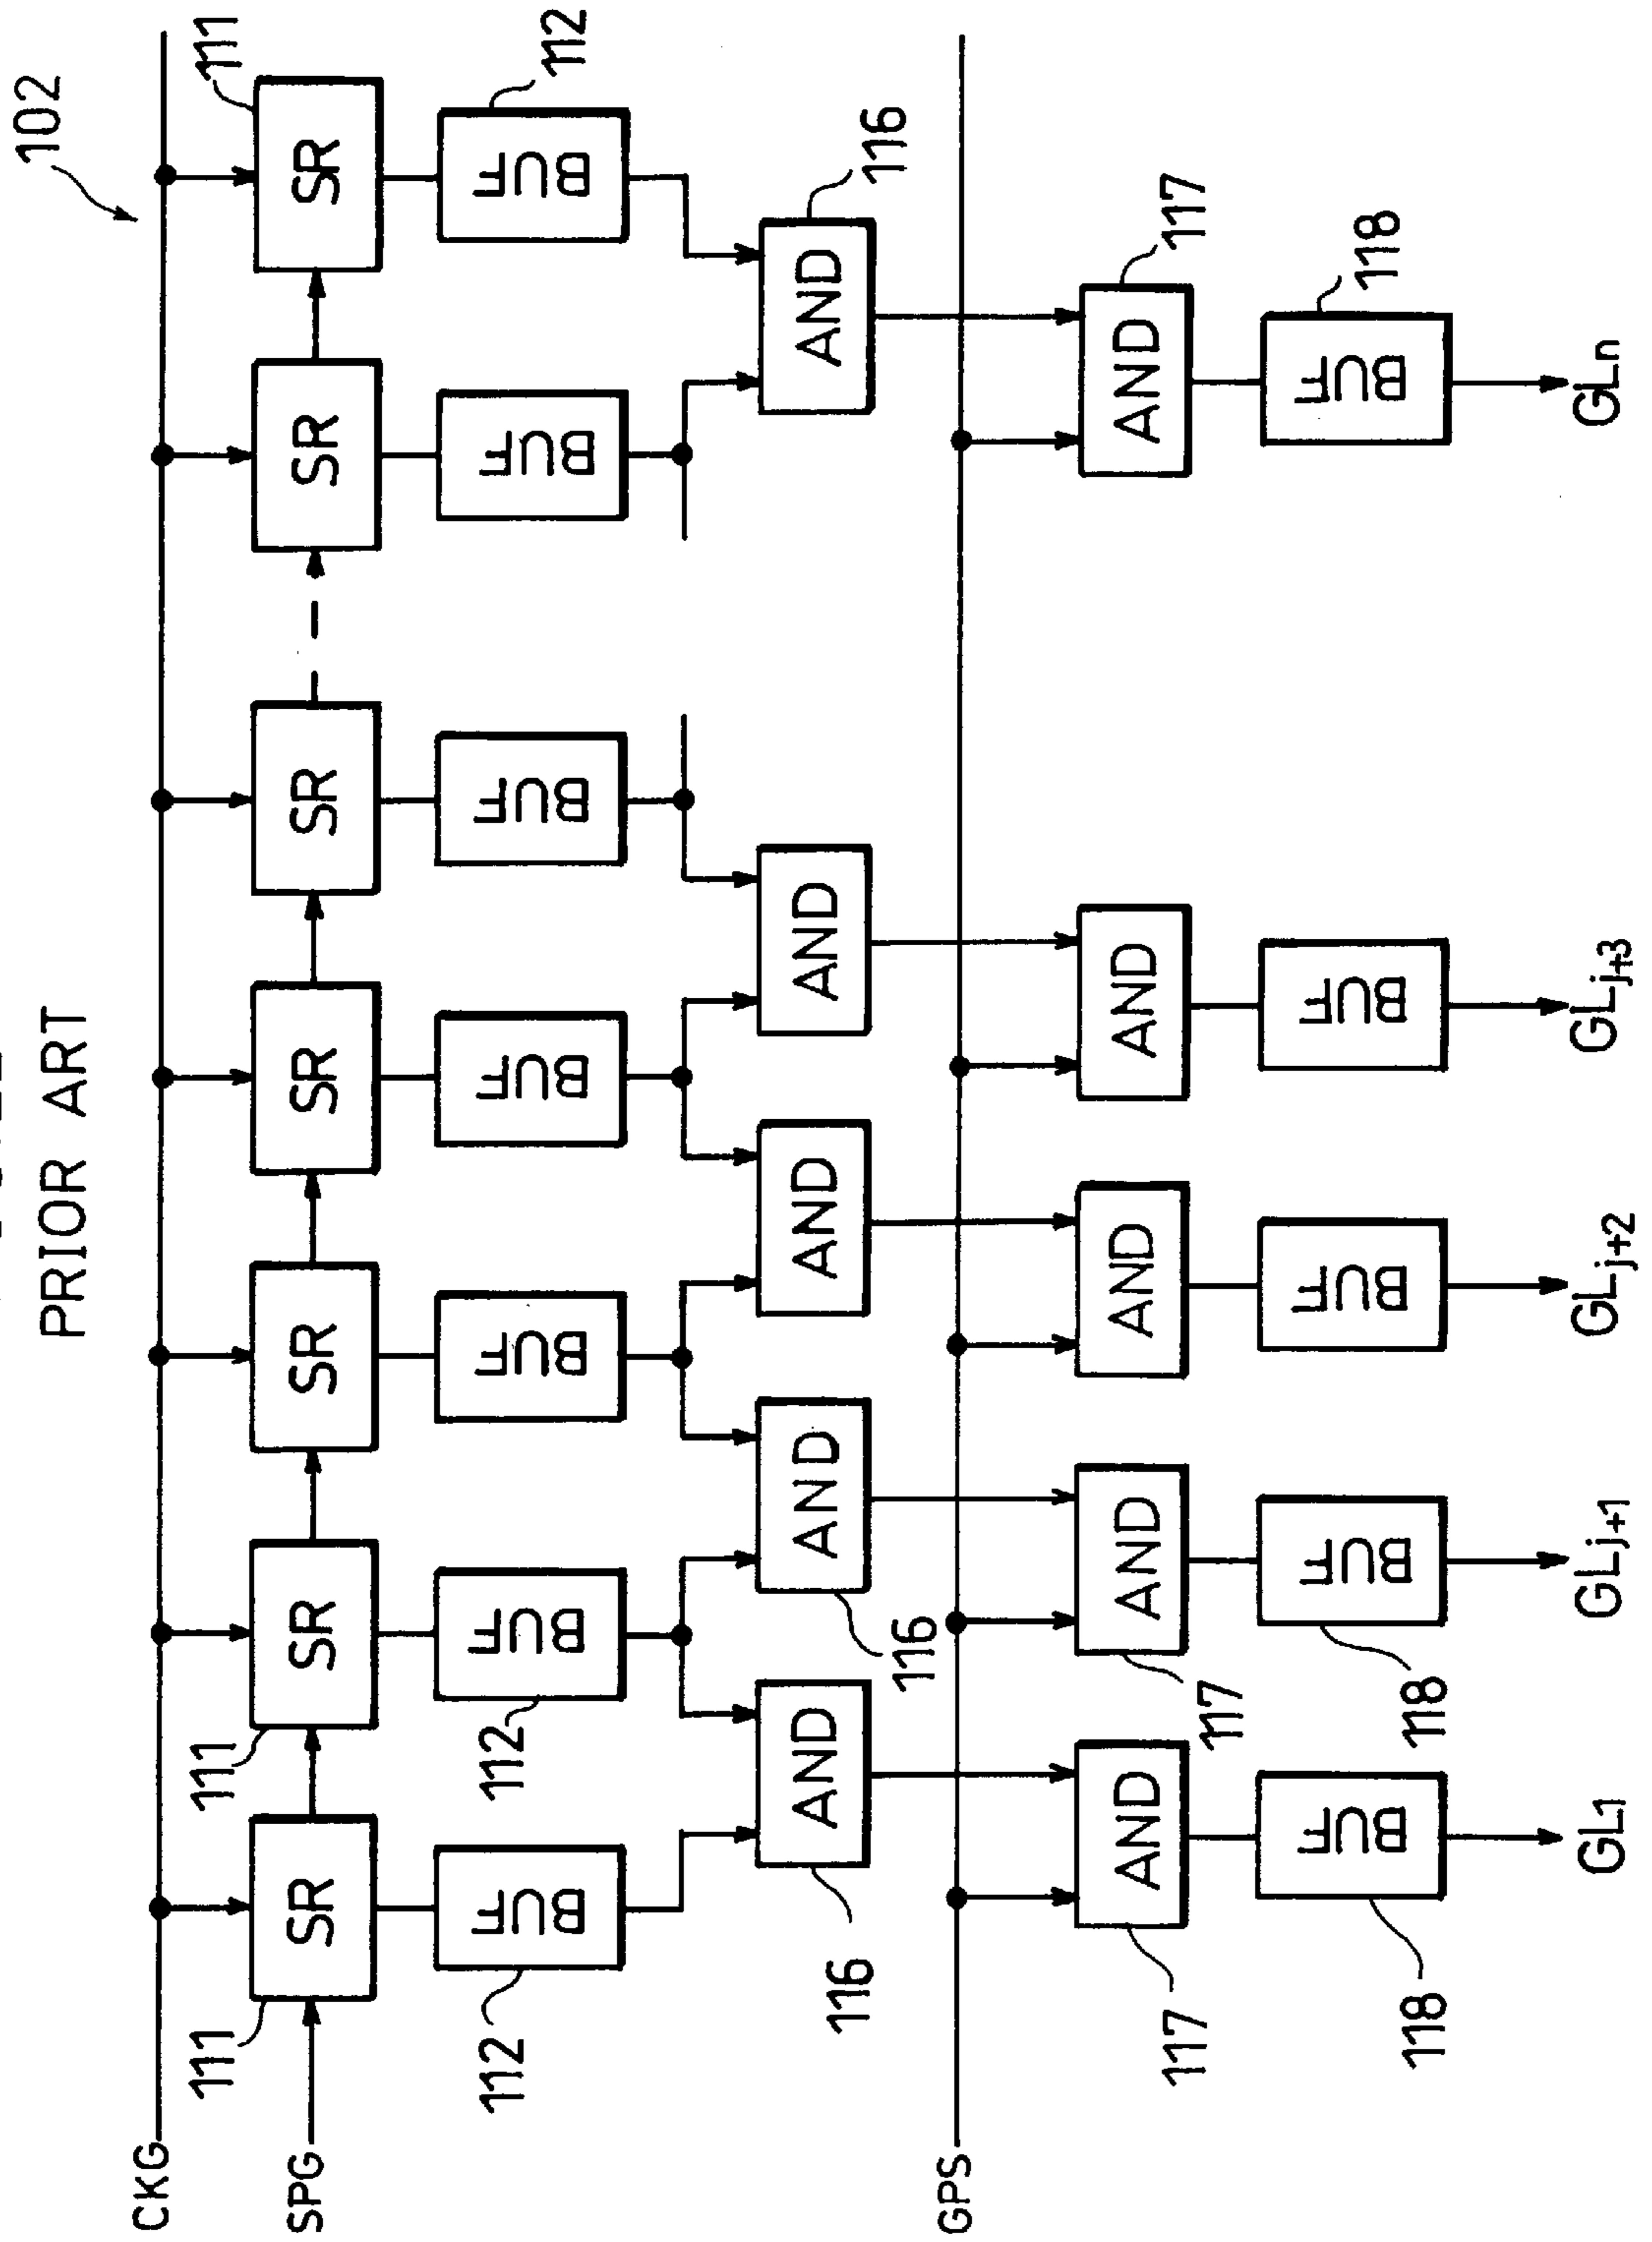 PRIOR ART
102
CKG
111
111
111
SPG
SR
SR
SR
SR
SR
SR
SR
112
BUF
112
BUF
BUF
BUF
BUF
BUF
BUF
112
AND
AND
AND
AND
AND
116
116
116
GPS
AND
AND
AND
AND
AND
117
117
117
BUF
BUF
BUF
BUF
BUF
118
118
118
GL1
GLj+1
GLj+2
GLj+3
GLn